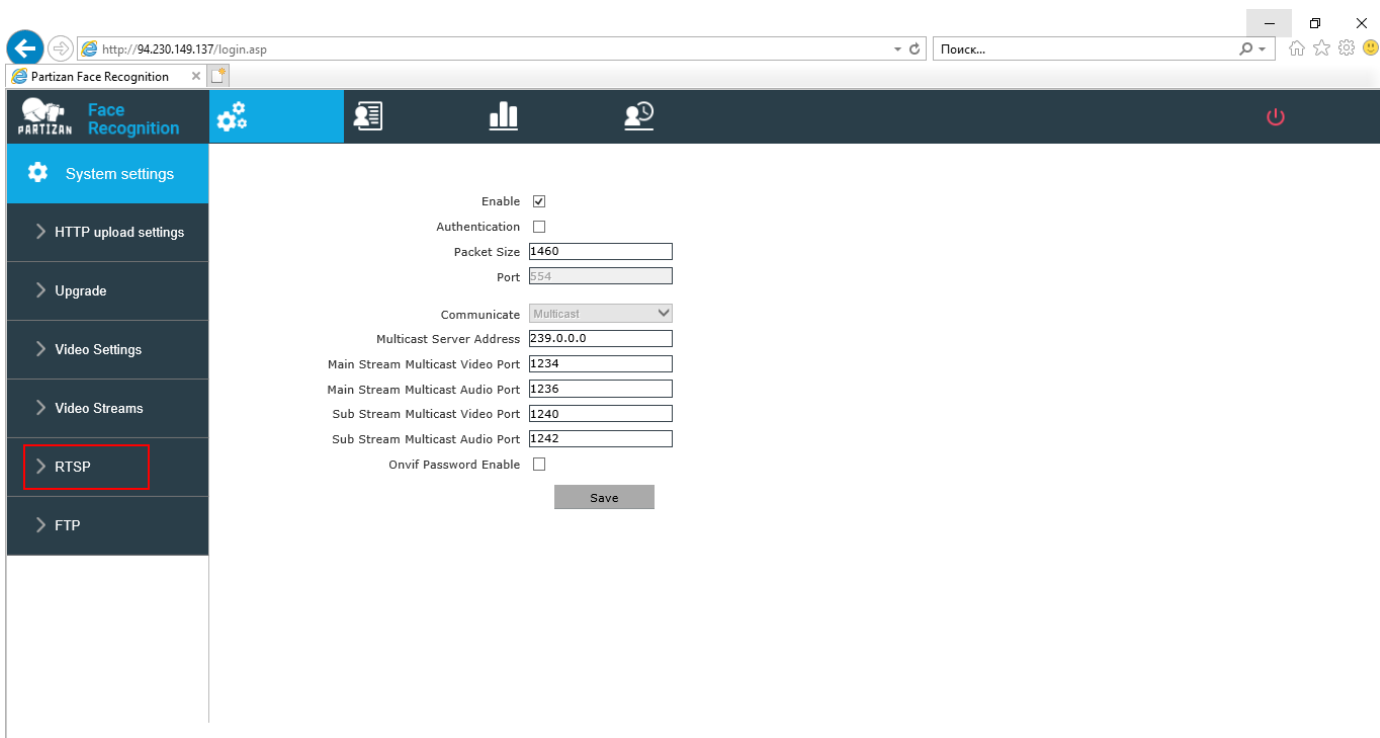 http://94.230.149.137/login.asp
Поиск...
Partizan Face Recognition
PARTIZAN
Face
Recognition
System settings
HTTP upload settings
Upgrade
Video Settings
Video Streams
RTSP
FTP
Enable
Authentication
Packet Size 1460
Port 554
Communicate Multicast
Multicast Server Address 239.0.0.0
Main Stream Multicast Video Port 1234
Main Stream Multicast Audio Port 1236
Sub Stream Multicast Video Port 1240
Sub Stream Multicast Audio Port 1242
Onvif Password Enable
Save